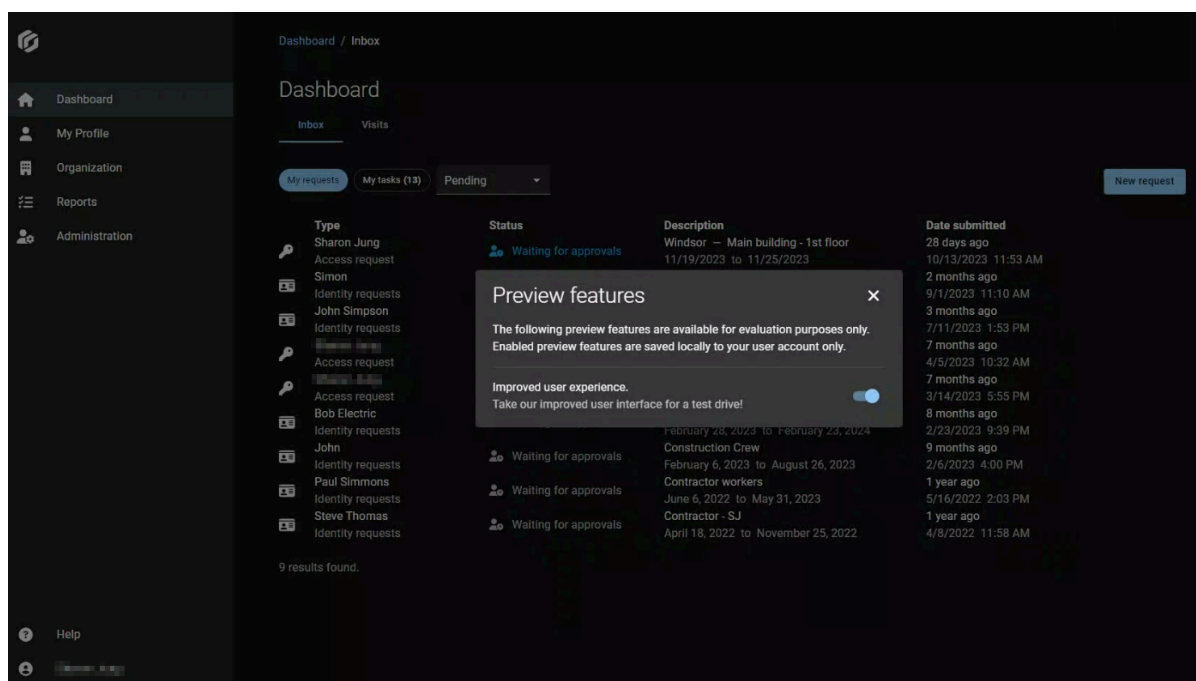 Dashboard / Inbox
Dashboard
My Profile
Organization
Reports
Administration
Help
Dashboard
Inbox Visits
My requests My tasks (13) Pending New request
Type Status Description Date submitted
Sharon Jung Waiting for approvals Windsor — Main building - 1st floor 28 days ago
Access request 11/19/2023 to 11/25/2023 10/13/2023 11:53 AM
Simon 2 months ago
Identity requests 9/1/2023 11:10 AM
John Simpson 3 months ago
Identity requests 7/11/2023 1:53 PM
7 months ago
Access request 4/5/2023 10:32 AM
7 months ago
Access request 3/14/2023 5:55 PM
Bob Electric 8 months ago
Identity requests February 28, 2023 to February 23, 2024 2/23/2023 9:39 PM
John Waiting for approvals Construction Crew 9 months ago
Identity requests February 6, 2023 to August 26, 2023 2/6/2023 4:00 PM
Paul Simmons Waiting for approvals Contractor workers 1 year ago
Identity requests June 6, 2022 to May 31, 2023 5/16/2022 2:03 PM
Steve Thomas Waiting for approvals Contractor - SJ 1 year ago
Identity requests April 18, 2022 to November 25, 2022 4/8/2022 11:58 AM
9 results found.
Preview features
The following preview features are available for evaluation purposes only.
Enabled preview features are saved locally to your user account only.
Improved user experience.
Take our improved user interface for a test drive!